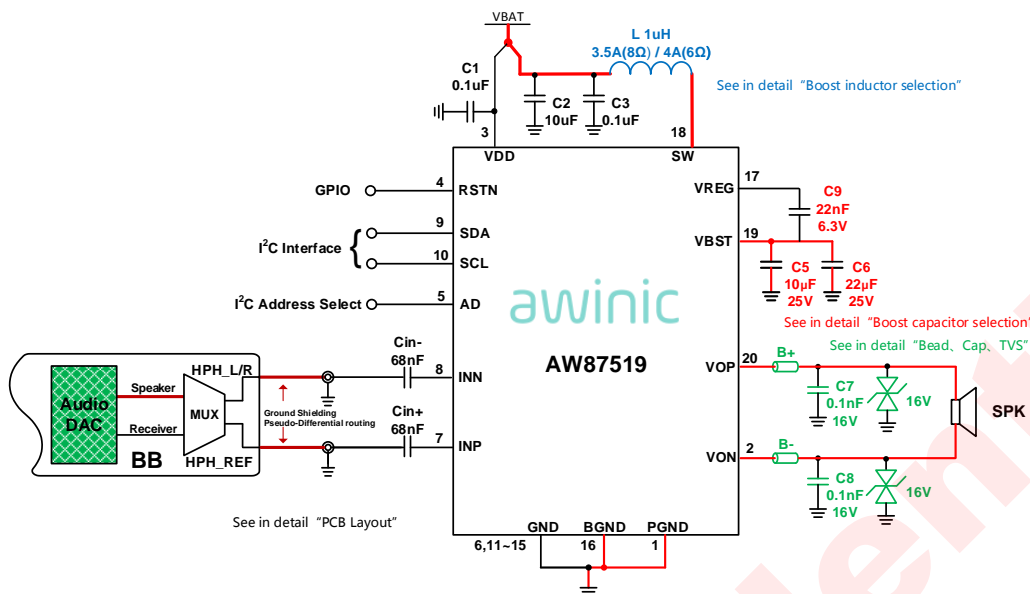 VBAT
L 1uH
3.5A(8Ω) / 4A(6Ω)
See in detail “Boost inductor selection”
C1
0.1uF
C2
10uF
C3
0.1uF
3
18
VDD
SW
GPIO
4
RSTN
I²C Interface
{
9
SDA
10
SCL
I²C Address Select
5
AD
awinic
AW87519
VREG
17
C9
22nF
6.3V
VBST
19
C5
10µF
25V
C6
22µF
25V
See in detail “Boost capacitor selection”
See in detail “Bead、Cap、TVS”
VOP
20
B+
C7
0.1nF
16V
16V
SPK
VON
2
B-
C8
0.1nF
16V
16V
Cin-
68nF
8
INN
Cin+
68nF
7
INP
HPH_L/R
Speaker
Audio
DAC
MUX
Receiver
BB
HPH_REF
Ground Shielding
Pseudo-Differential routing
See in detail “PCB Layout”
GND
BGND
PGND
6,11~15
16
1